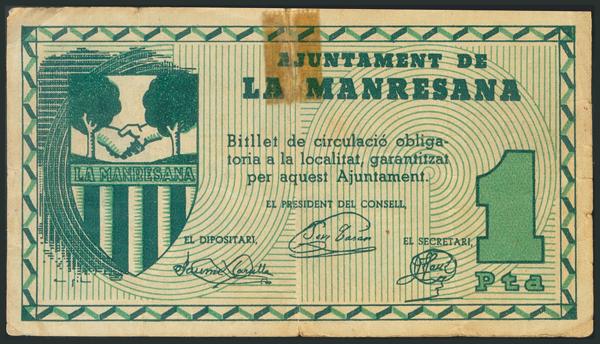 AJUNTAMENT DE
LA MANRESANA
Bitllet de circulació obliga-
toria a la localitat, garantitzat
per aquest Ajuntament.
EL PRESIDENT DEL CONSELL,
LA MANRESANA
EL DIPOSITARI,
EL SECRETARI,
Jaume
1
Pta